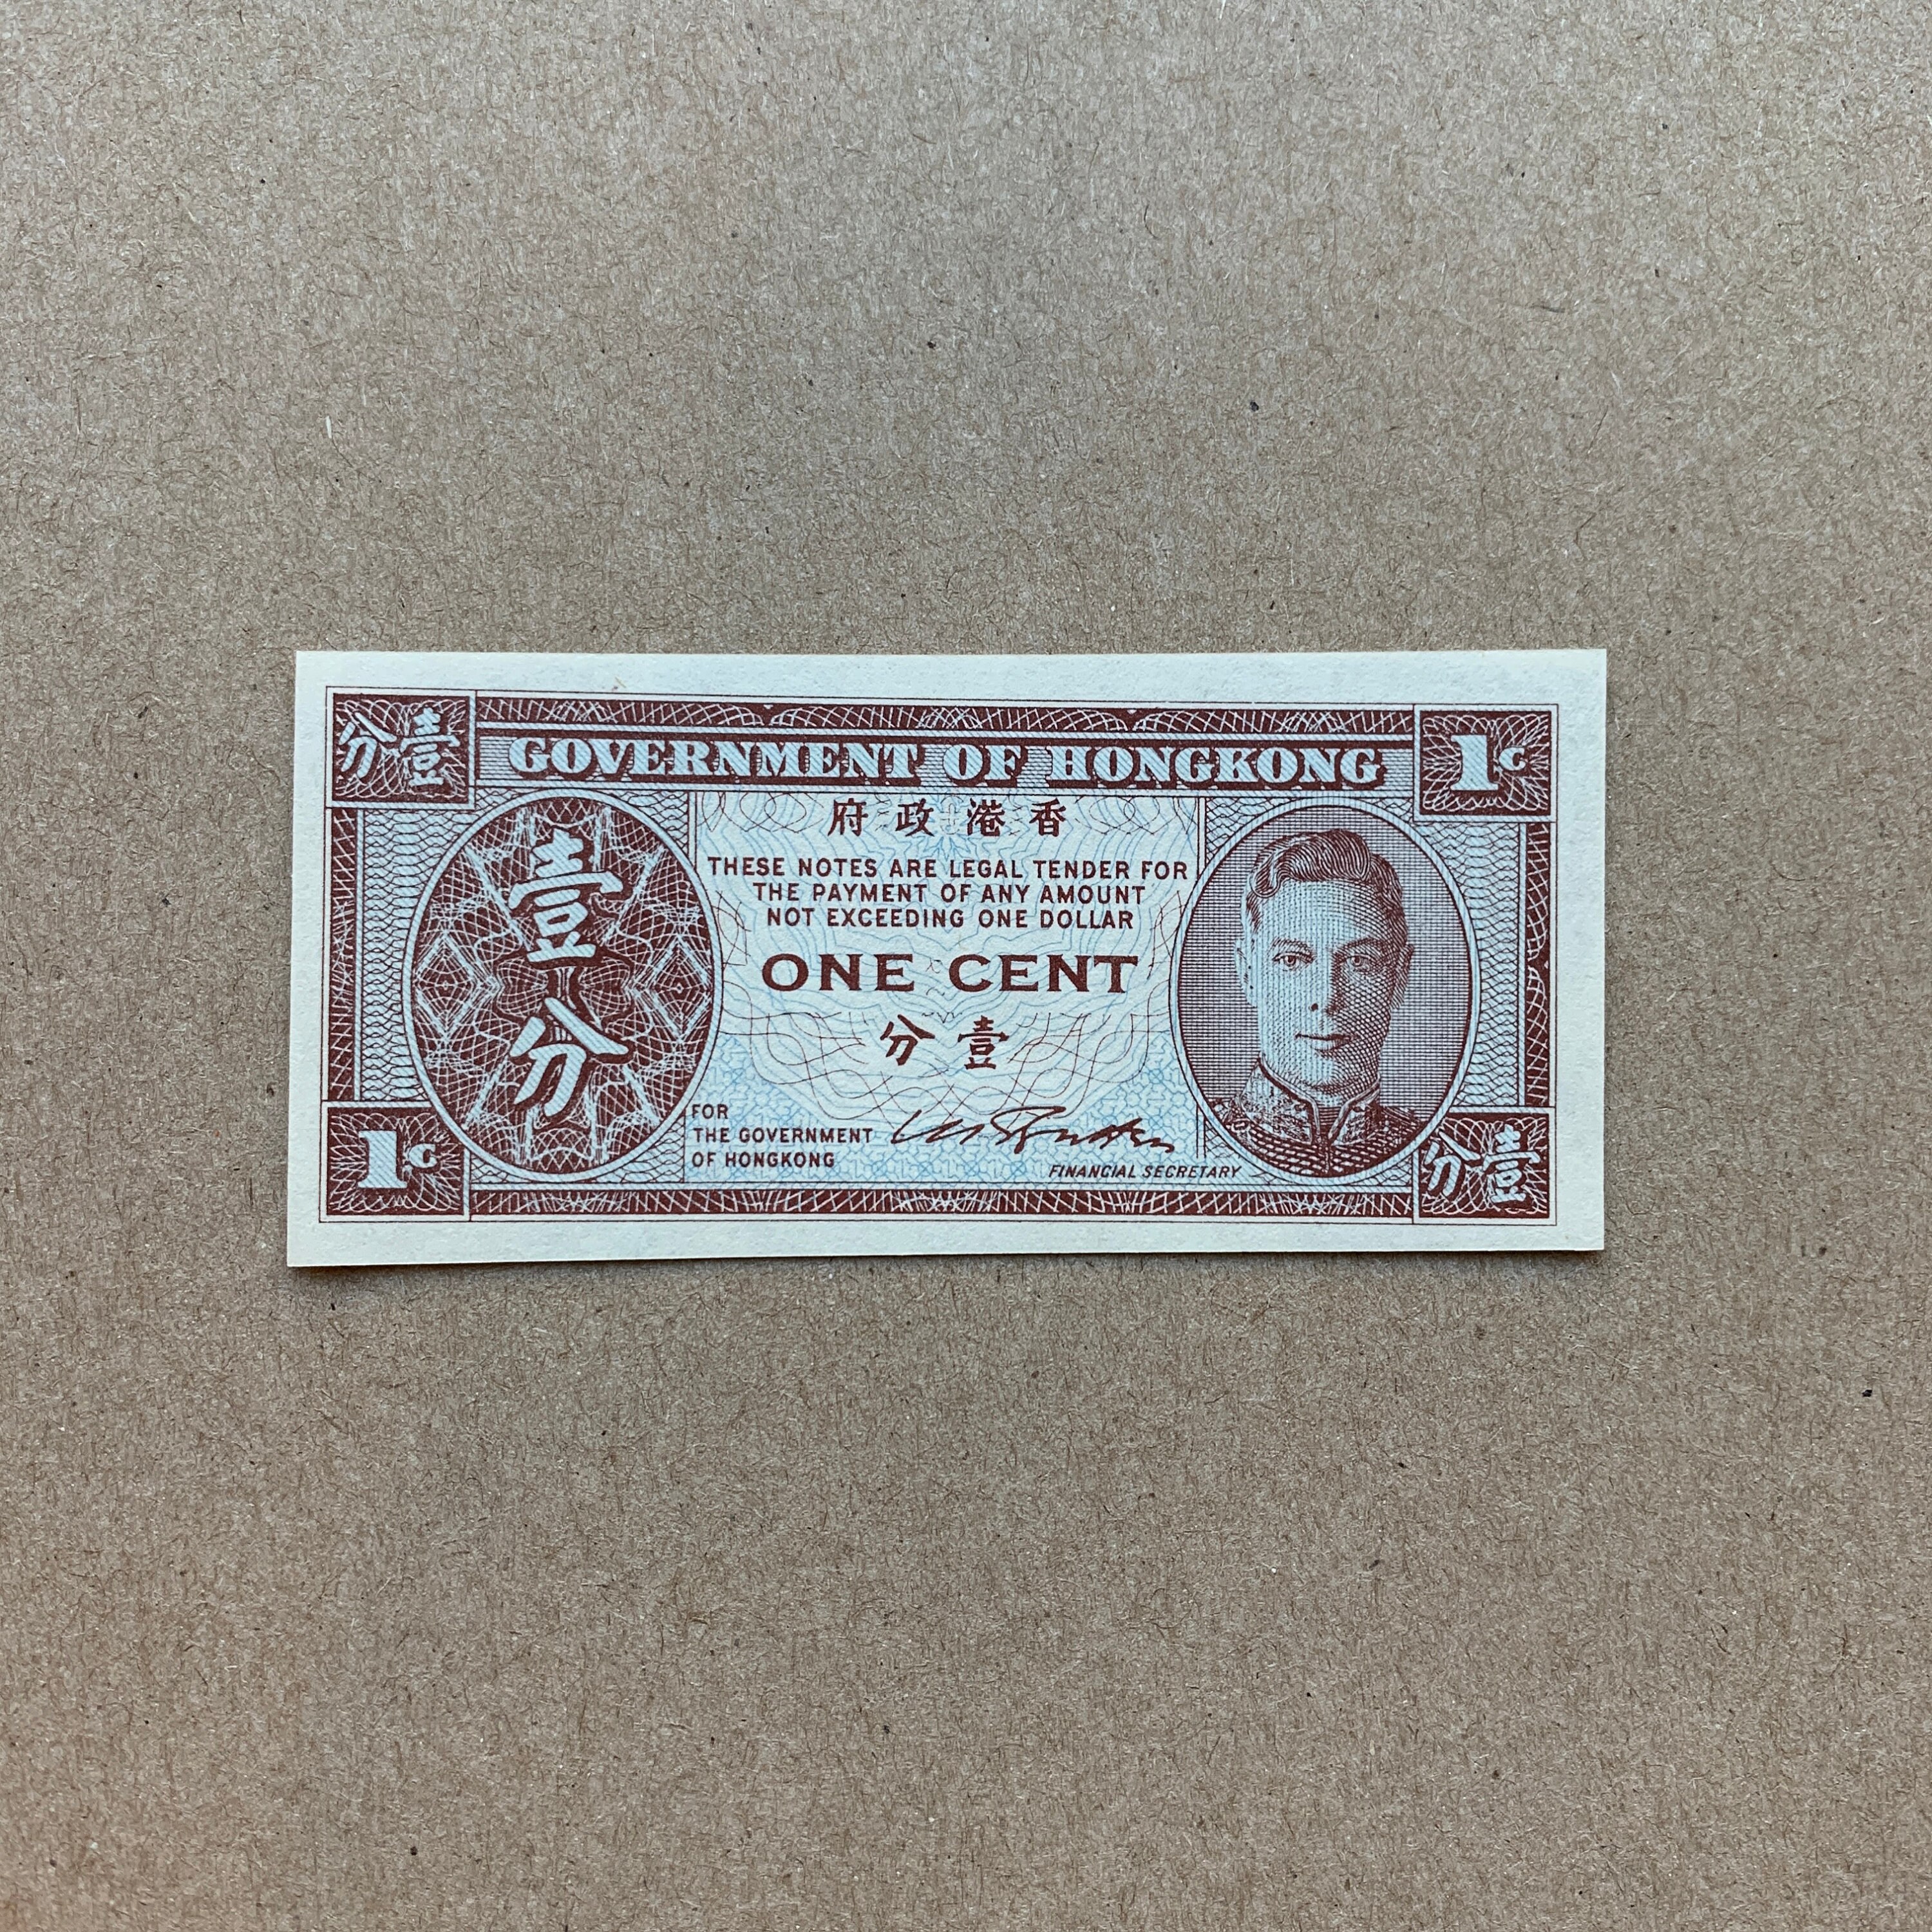 分壹
GOVERNMENT OF HONGKONG
1C
府政港香
THESE NOTES ARE LEGAL TENDER FOR
THE PAYMENT OF ANY AMOUNT
NOT EXCEEDING ONE DOLLAR
壹
分
ONE CENT
分壹
FOR
THE GOVERNMENT
OF HONGKONG
FINANCIAL SECRETARY
1C
分壹